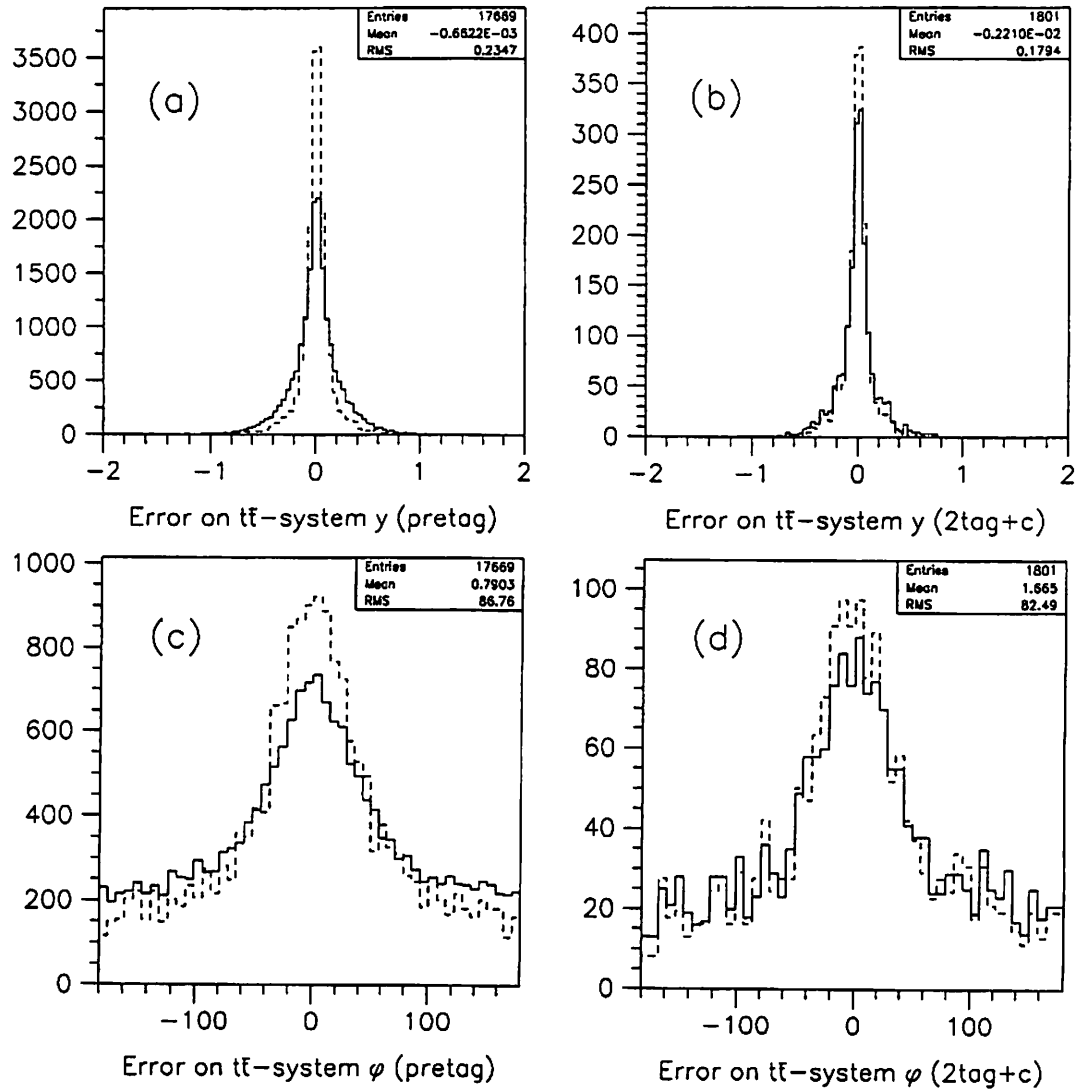 Entries 17669
Mean -0.6622E-03
RMS 0.2347
(a)
3500
3000
2500
2000
1500
1000
500
0
-2 -1 0 1 2
Error on tt̄-system y (pretag)
Entries 1801
Mean -0.2210E-02
RMS 0.1794
(b)
400
350
300
250
200
150
100
50
0
-2 -1 0 1 2
Error on tt̄-system y (2tag+c)
Entries 17669
Mean 0.7903
RMS 86.76
(c)
1000
800
600
400
200
0
-100 0 100
Error on tt̄-system φ (pretag)
Entries 1801
Mean 1.665
RMS 82.49
(d)
100
80
60
40
20
0
-100 0 100
Error on tt̄-system φ (2tag+c)